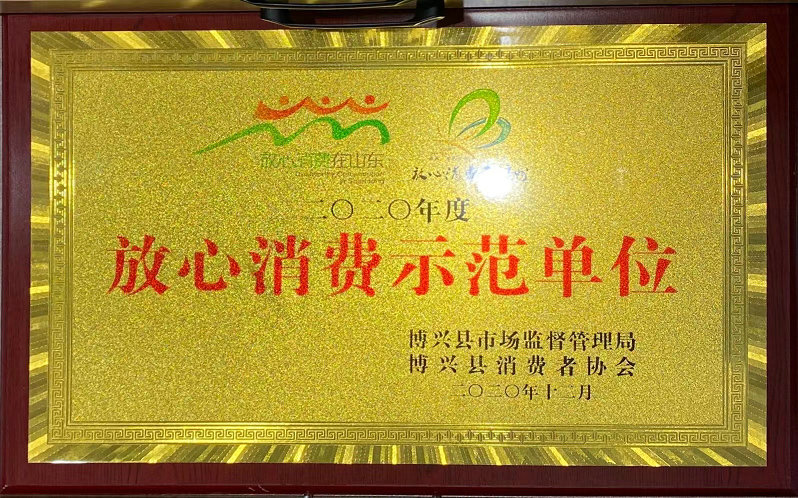 放心消费在山东
二〇二〇年度
放心消费示范单位
博兴县市场监督管理局
博兴县消费者协会
二〇二〇年十二月